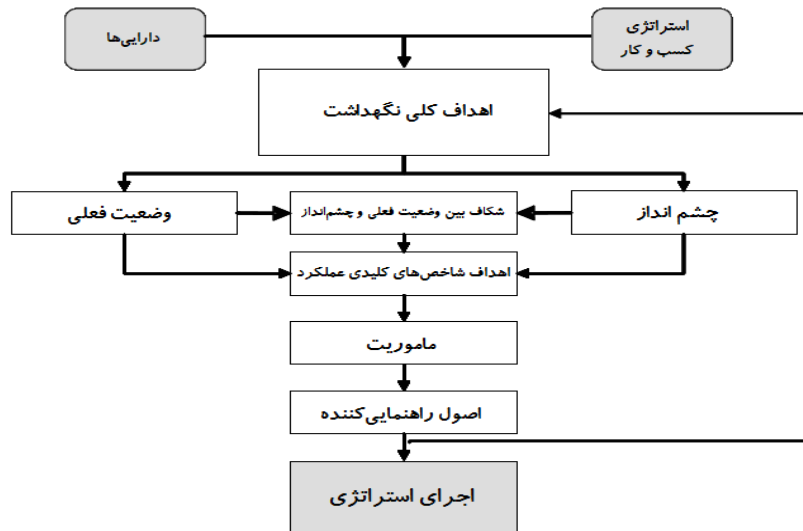 استراتژی
کسب و کار
دارایی‌ها
اهداف کلی نگهداشت
چشم انداز
شکاف بین وضعیت فعلی و چشم‌انداز
وضعیت فعلی
اهداف شاخص‌های کلیدی عملکرد
ماموریت
اصول راهنمایی‌کننده
اجرای استراتژی